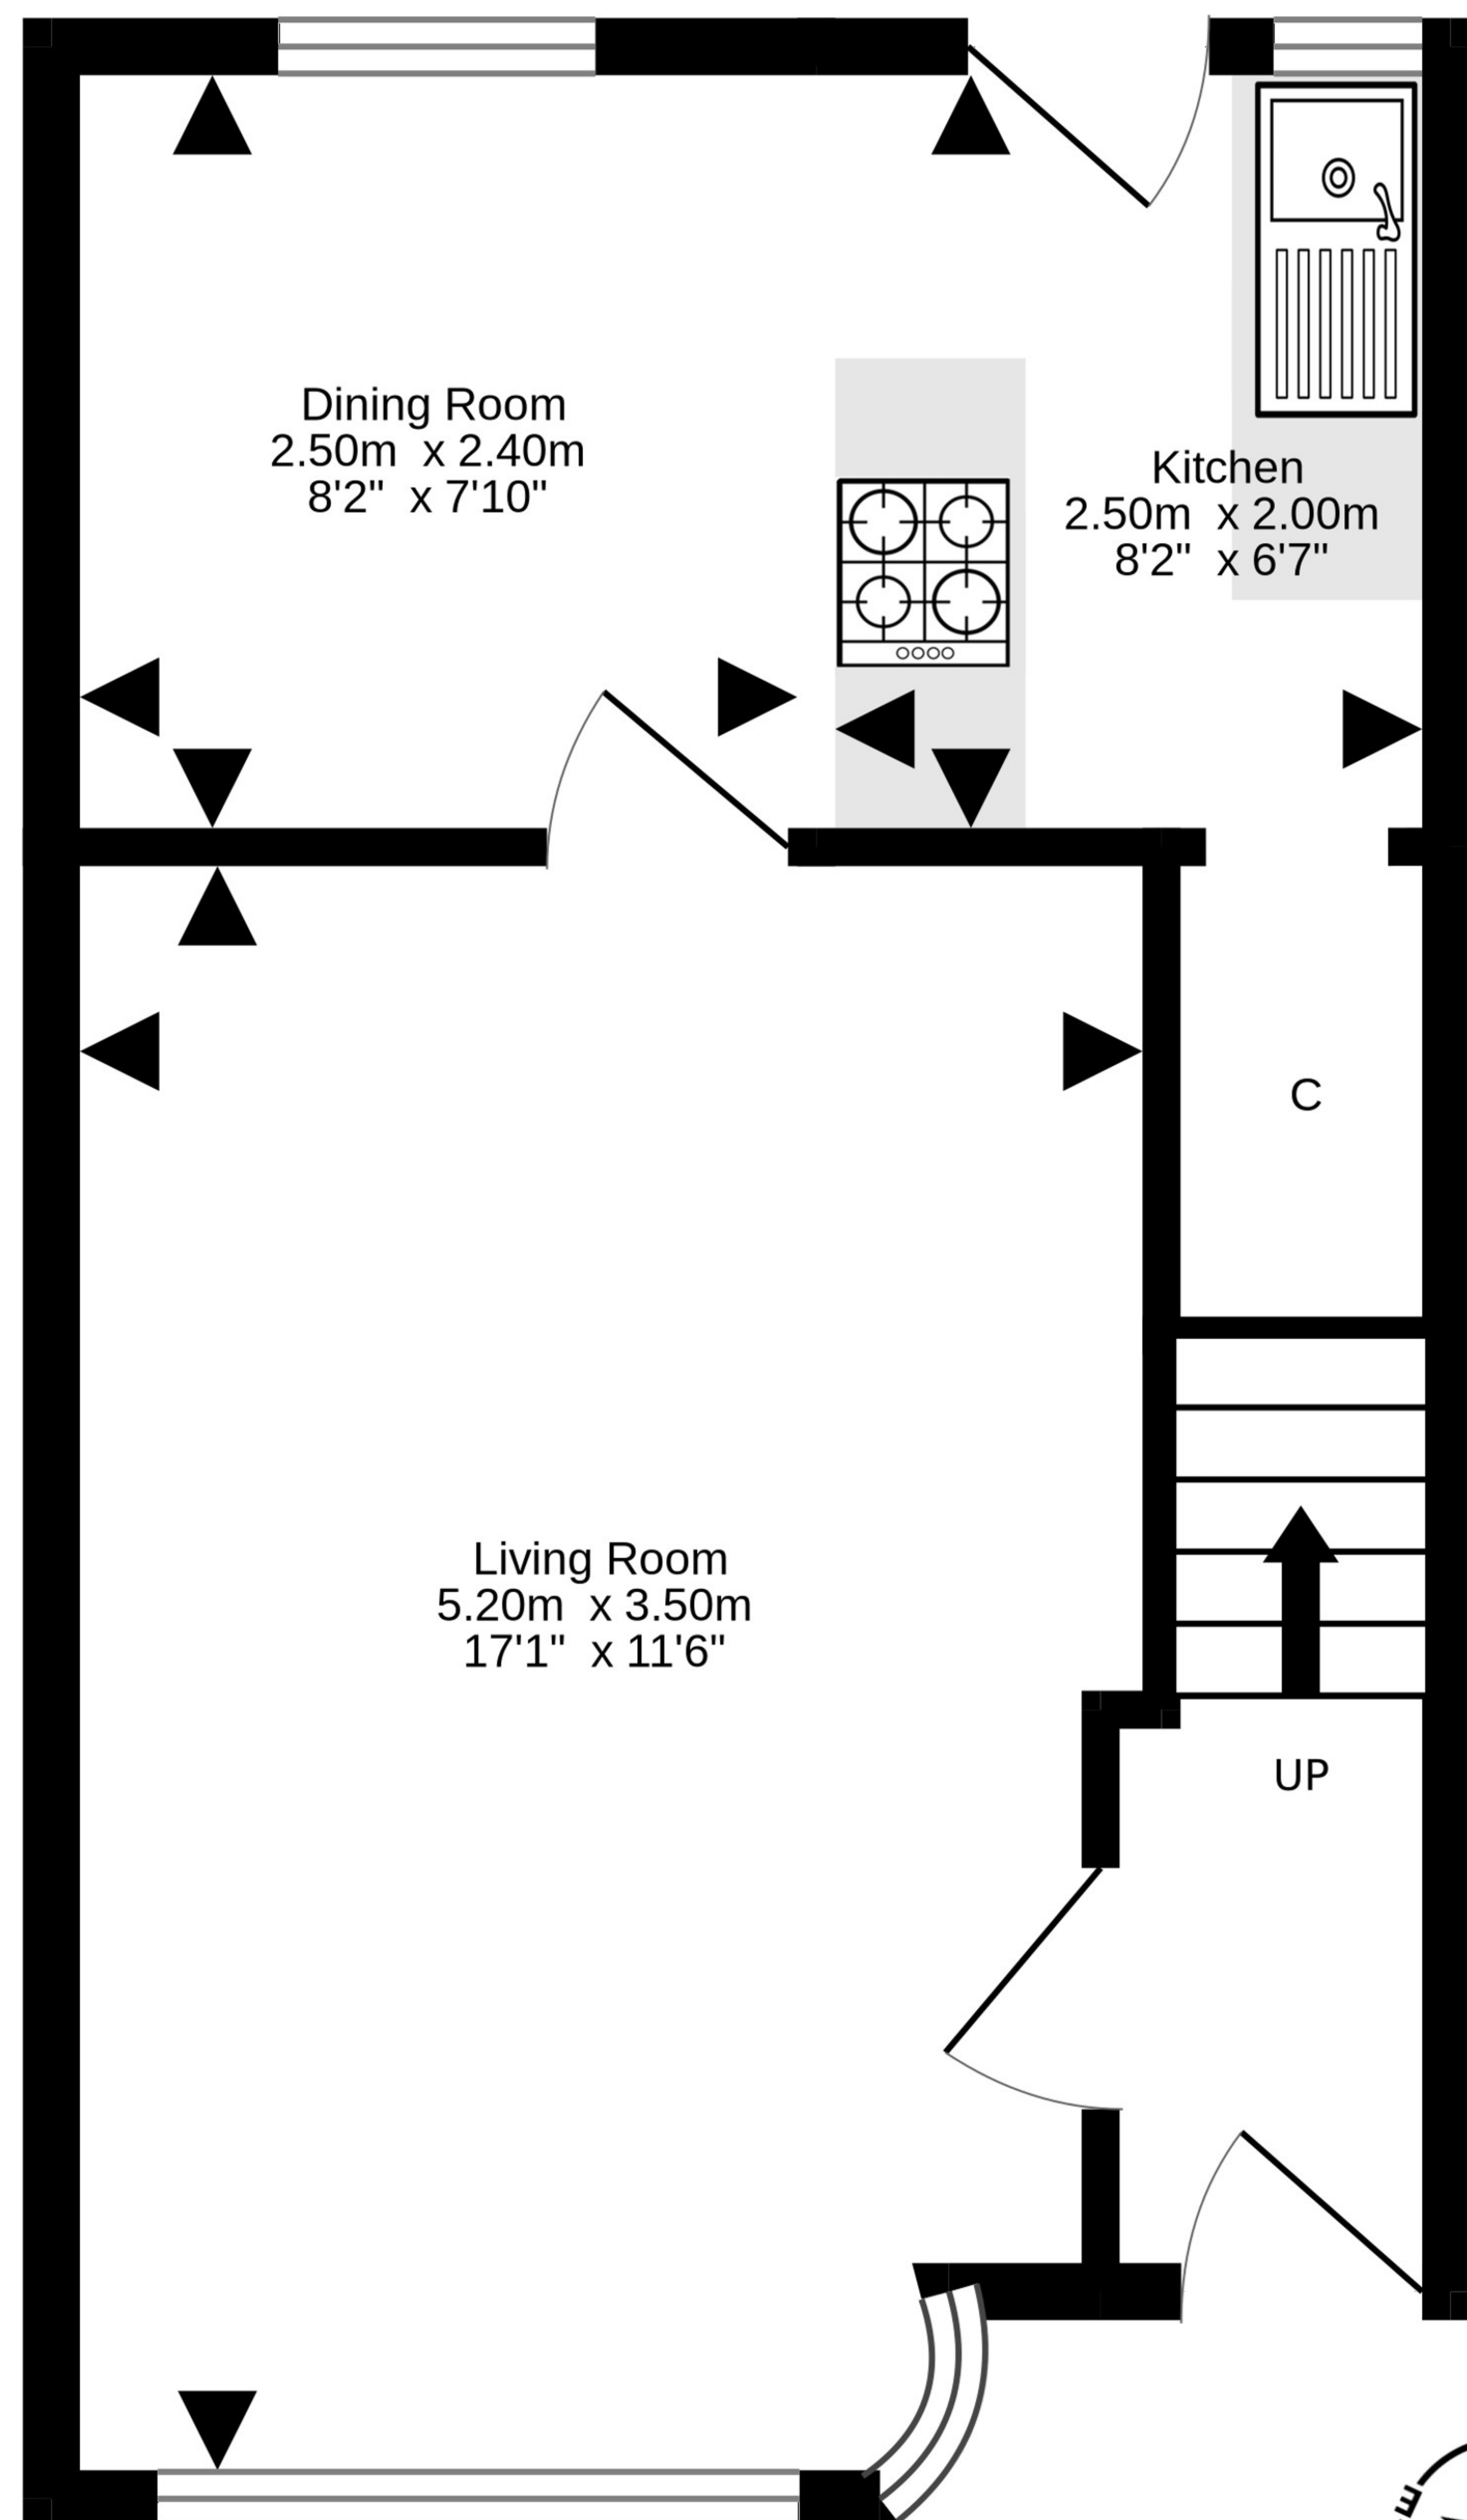 Dining Room
2.50m x 2.40m
8'2" x 7'10"
Kitchen
2.50m x 2.00m
8'2" x 6'7"
C
Living Room
5.20m x 3.50m
17'1" x 11'6"
UP
E